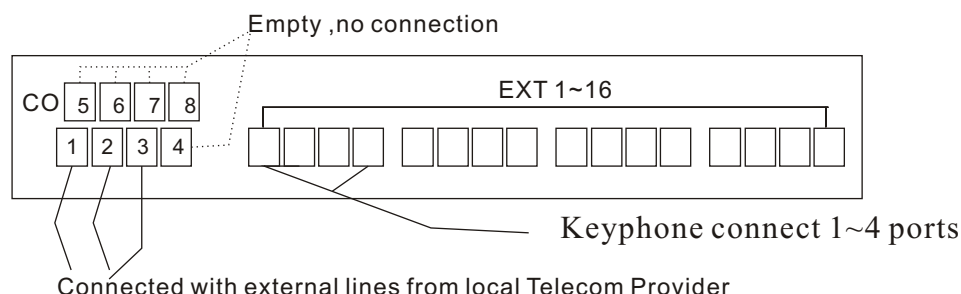 Empty ,no connection
CO 5 6 7 8
EXT 1~16
1 2 3 4
Keyphone connect 1~4 ports
Connected with external lines from local Telecom Provider